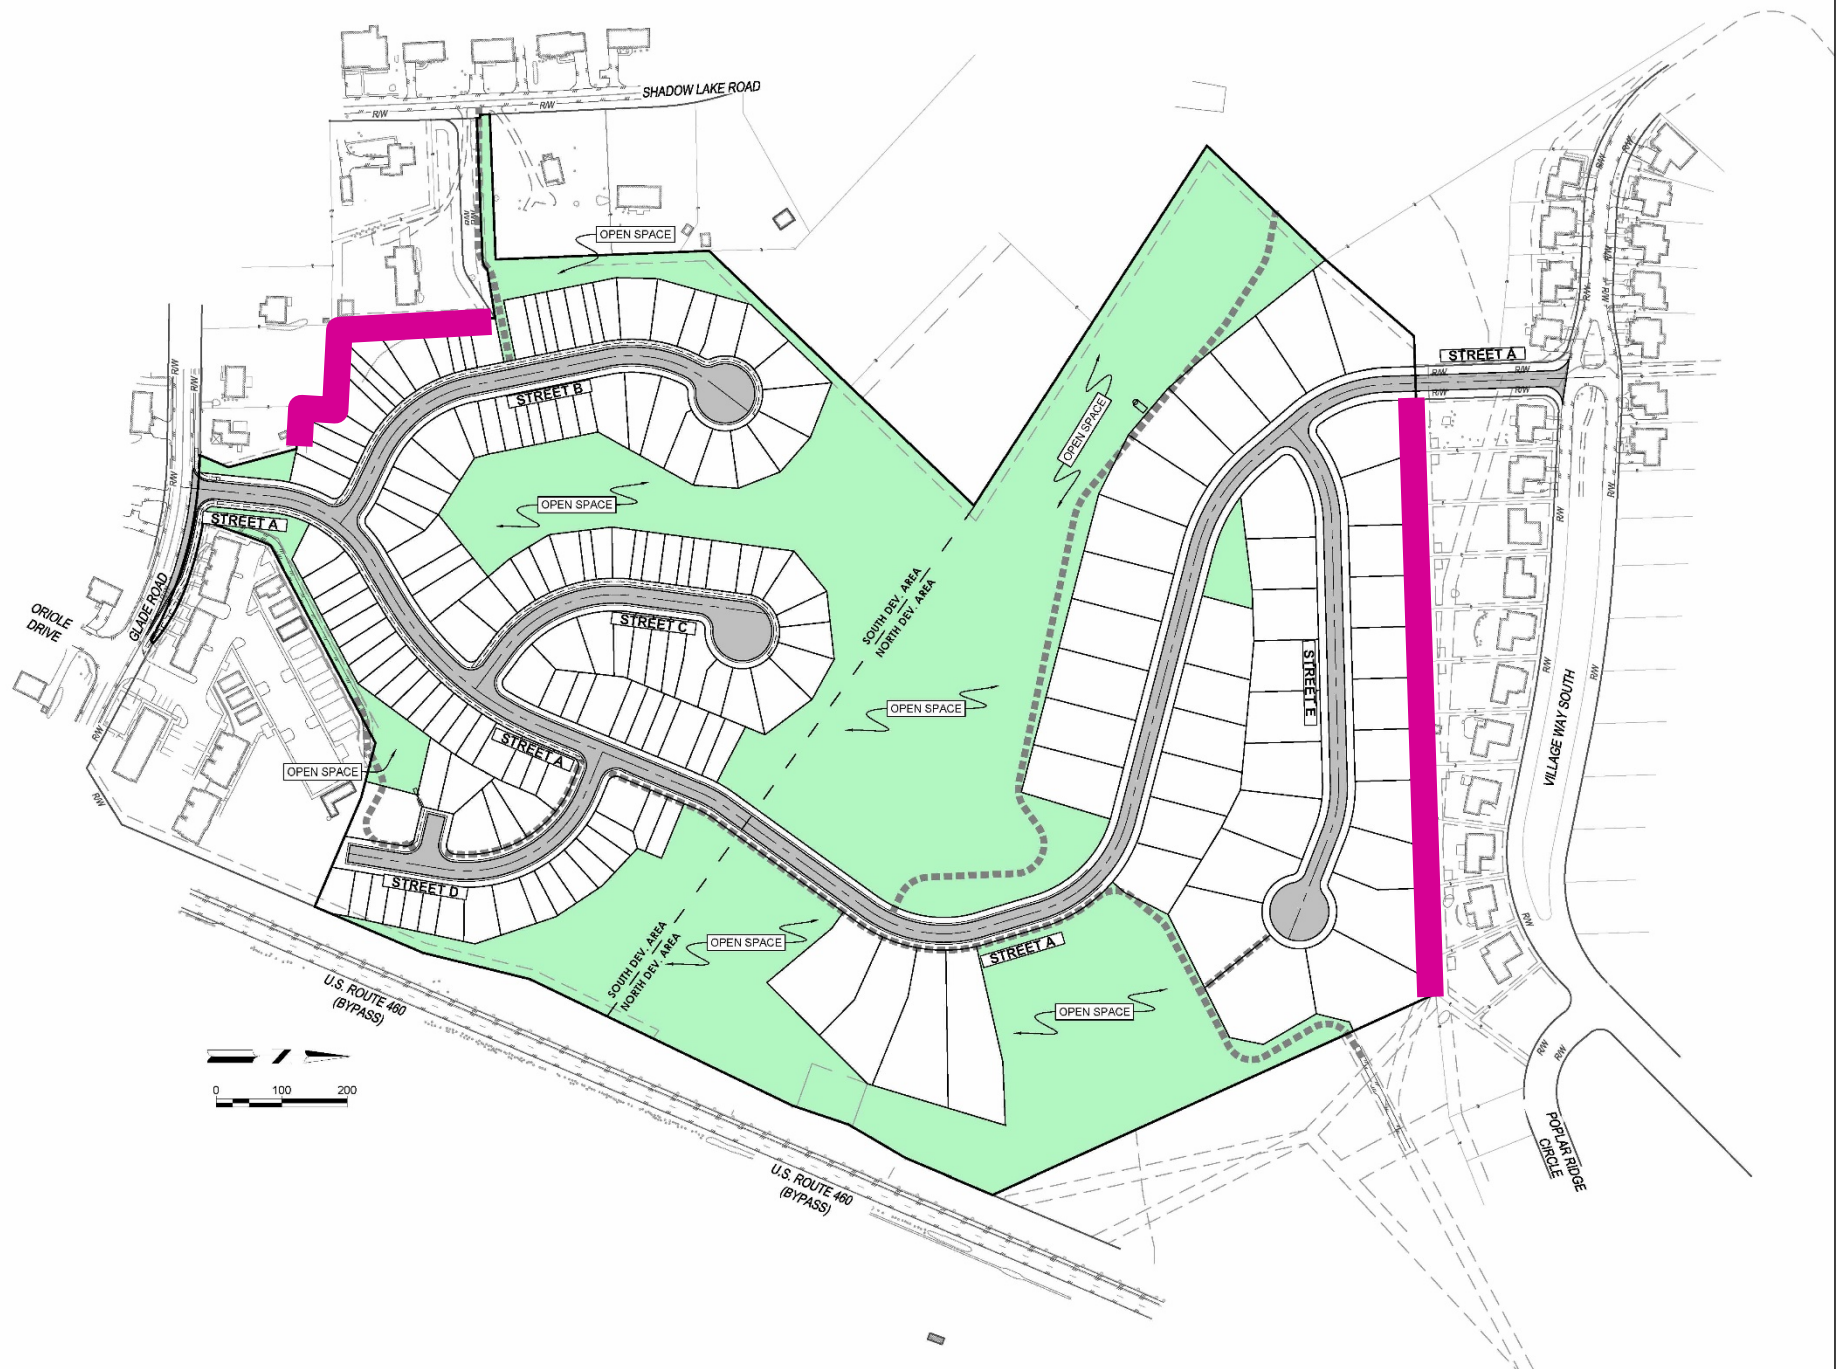 SHADOW LAKE ROAD
R/W
R/W
R/W
R/W
R/W
R/W
OPEN SPACE
R/W
R/W
R/W
R/W
STREET A
R/W
R/W
R/W
R/W
R/W
R/W
STREET B
OPEN SPACE
R/W
OPEN SPACE
R/W
R/W
STREET A
SOUTH DEV. AREA
NORTH DEV. AREA
GLADE ROAD
ORIOLE
DRIVE
STREET C
STREET E
R/W
R/W
VILLAGE WAY SOUTH
OPEN SPACE
R/W
STREET A
OPEN SPACE
R/W
STREET D
OPEN SPACE
SOUTH DEV. AREA
NORTH DEV. AREA
STREET A
R/W
U.S. ROUTE 460
(BYPASS)
OPEN SPACE
R/W
R/W
0 100 200
POPLAR RIDGE
CIRCLE
U.S. ROUTE 460
(BYPASS)